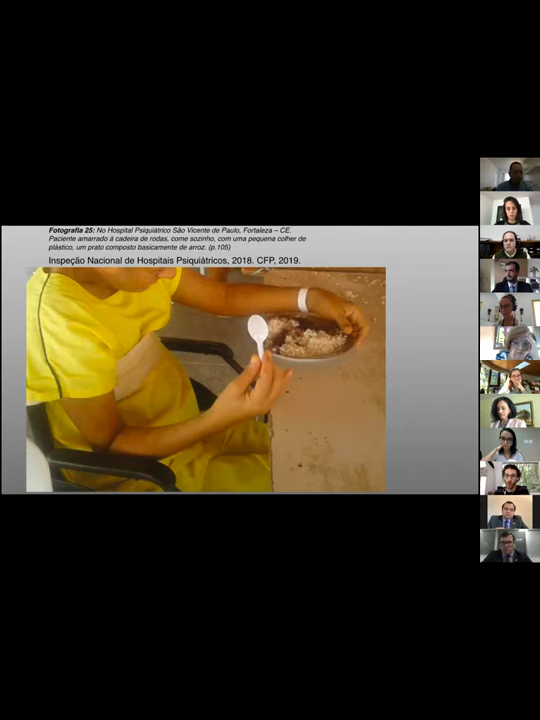 Fotografia 25: No Hospital Psiquiátrico São Vicente de Paulo, Fortaleza – CE.
Paciente amarrado à cadeira de rodas, come sozinho, com uma pequena colher de
plástico, um prato composto basicamente de arroz. (p.105)
Inspeção Nacional de Hospitais Psiquiátricos, 2018. CFP, 2019.